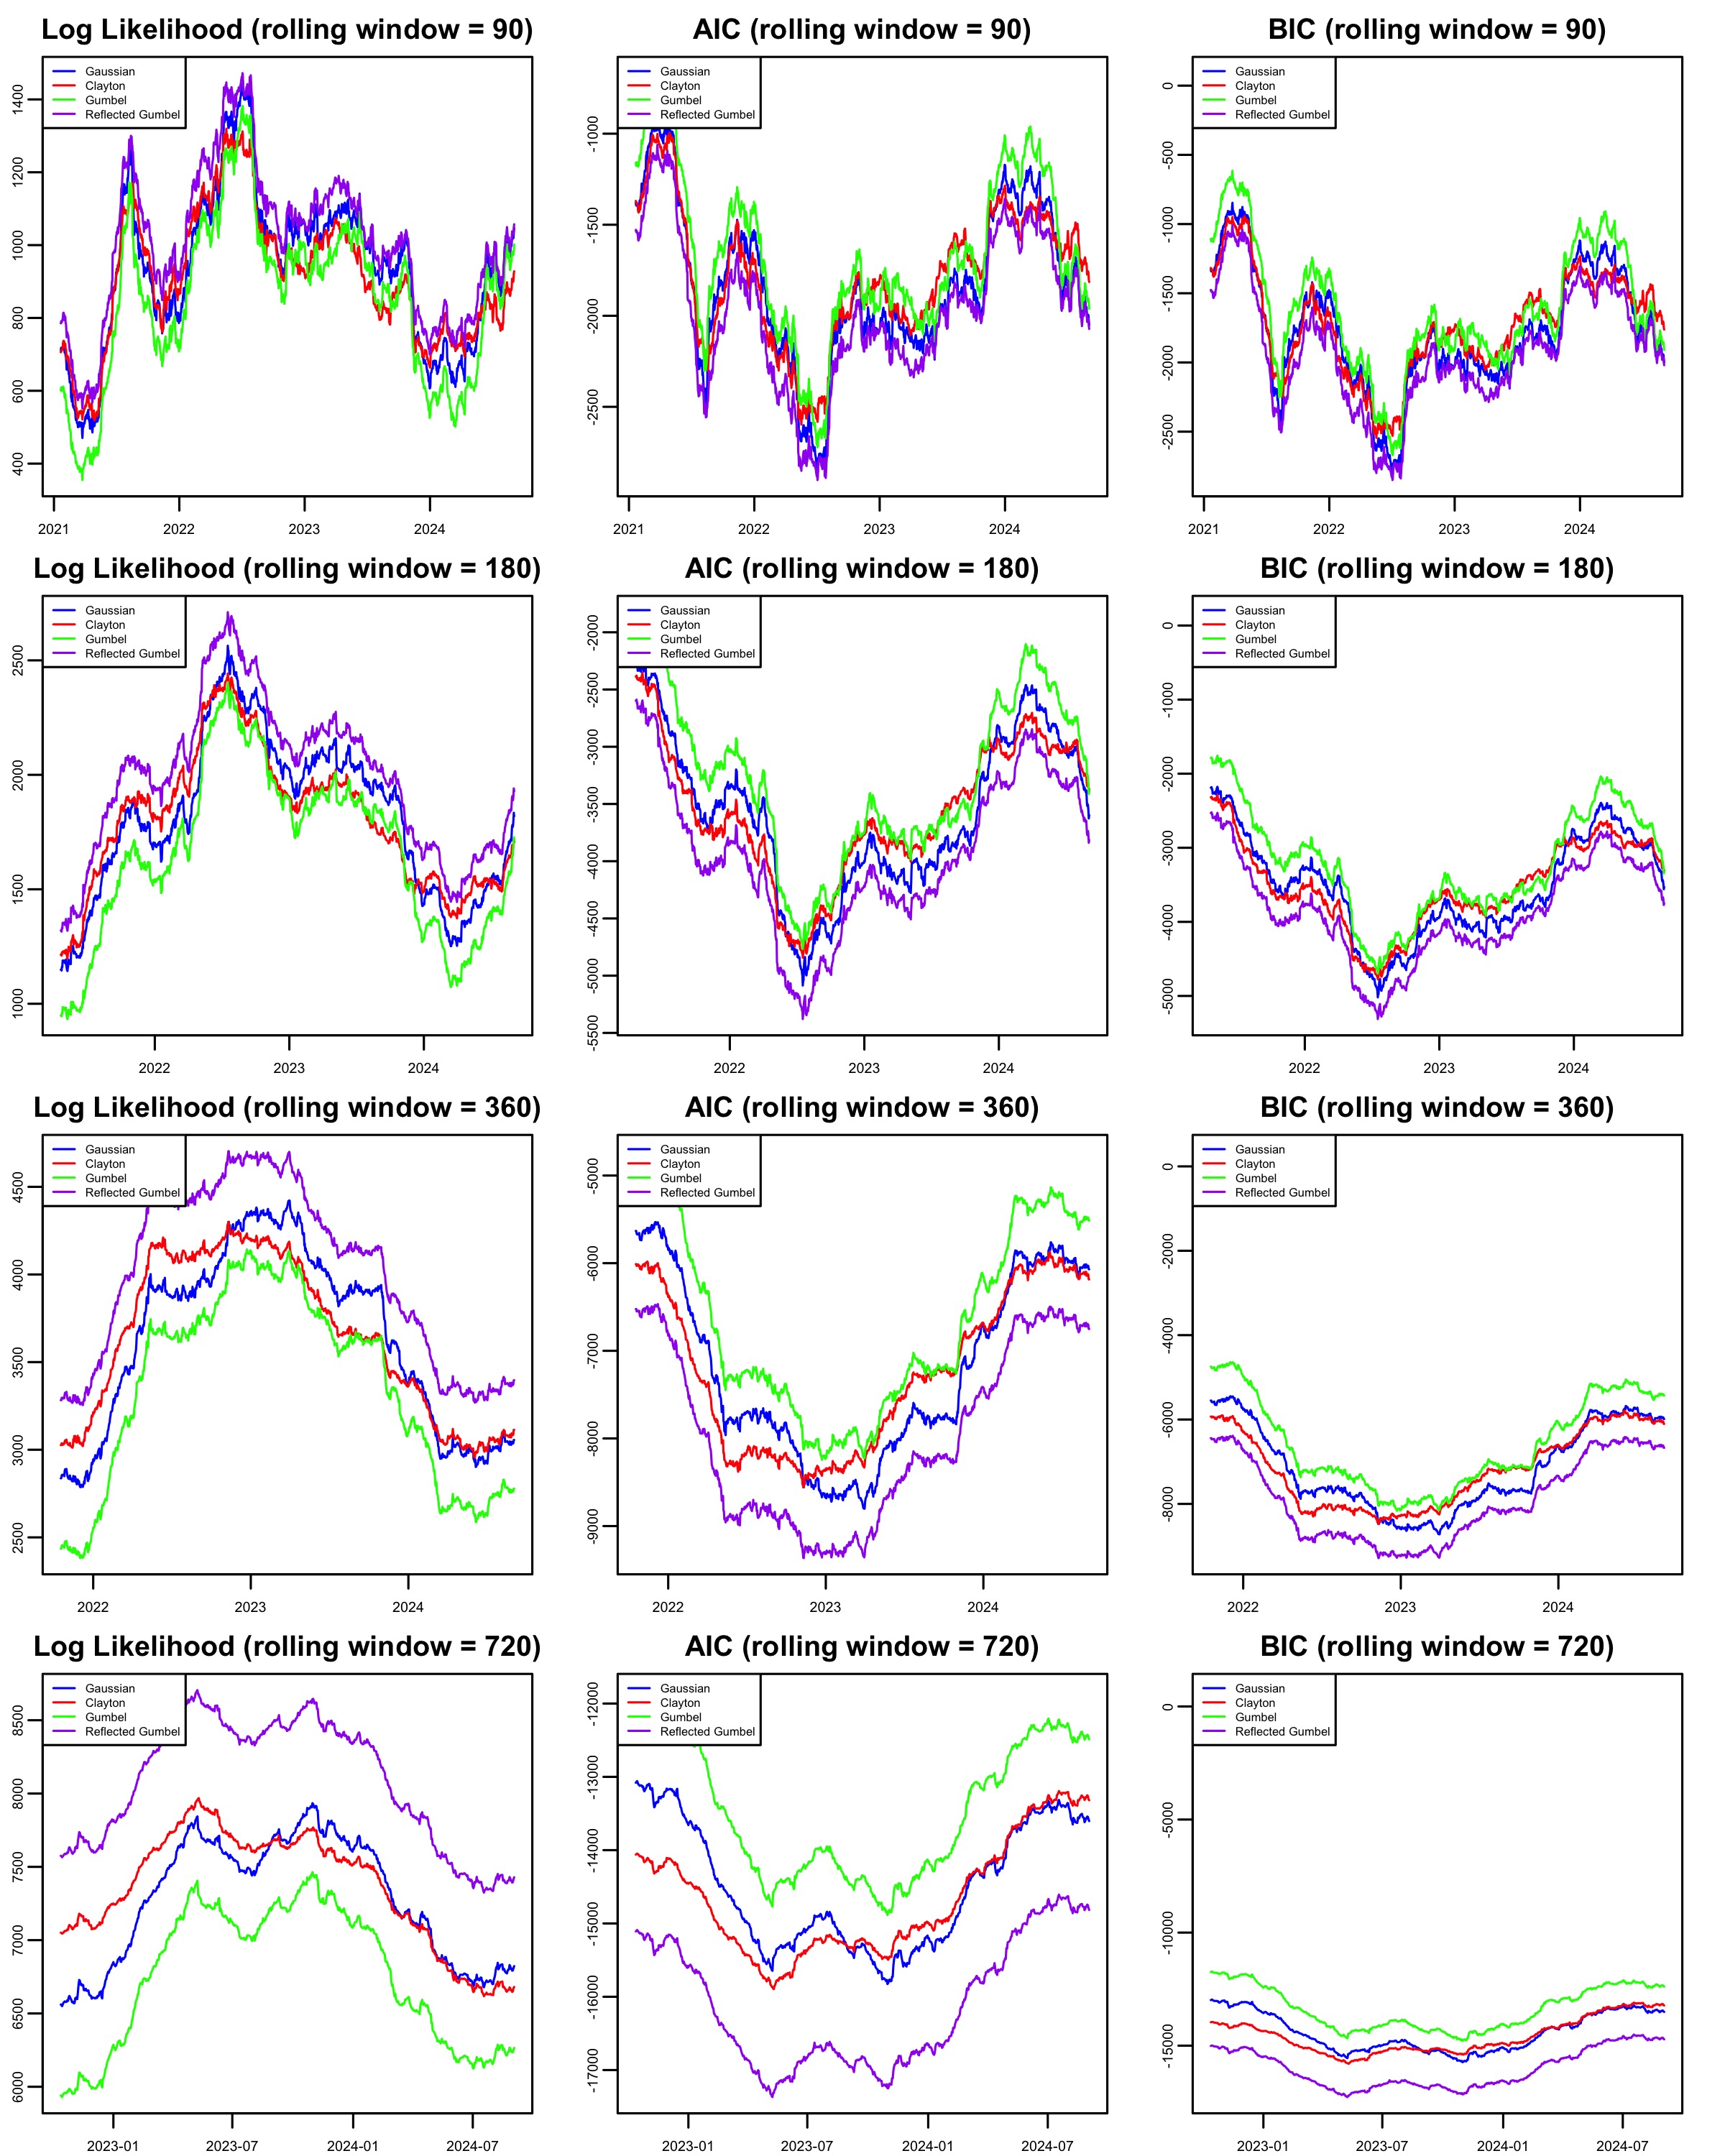 Log Likelihood (rolling window = 90)
Gaussian
Clayton
Gumbel
Reflected Gumbel
1400
1200
1000
800
600
400
2021 2022 2023 2024
AIC (rolling window = 90)
Gaussian
Clayton
Gumbel
Reflected Gumbel
-1000
-1500
-2000
-2500
2021 2022 2023 2024
BIC (rolling window = 90)
Gaussian
Clayton
Gumbel
Reflected Gumbel
0
-500
-1000
-1500
-2000
-2500
2021 2022 2023 2024
Log Likelihood (rolling window = 180)
Gaussian
Clayton
Gumbel
Reflected Gumbel
2500
2000
1500
1000
2022 2023 2024
AIC (rolling window = 180)
Gaussian
Clayton
Gumbel
Reflected Gumbel
-2000
-2500
-3000
-3500
-4000
-4500
-5000
-5500
2022 2023 2024
BIC (rolling window = 180)
Gaussian
Clayton
Gumbel
Reflected Gumbel
0
-1000
-2000
-3000
-4000
-5000
2022 2023 2024
Log Likelihood (rolling window = 360)
Gaussian
Clayton
Gumbel
Reflected Gumbel
4500
4000
3500
3000
2500
2022 2023 2024
AIC (rolling window = 360)
Gaussian
Clayton
Gumbel
Reflected Gumbel
-5000
-6000
-7000
-8000
-9000
2022 2023 2024
BIC (rolling window = 360)
Gaussian
Clayton
Gumbel
Reflected Gumbel
0
-2000
-4000
-6000
-8000
2022 2023 2024
Log Likelihood (rolling window = 720)
Gaussian
Clayton
Gumbel
Reflected Gumbel
8500
8000
7500
7000
6500
6000
2023-01 2023-07 2024-01 2024-07
AIC (rolling window = 720)
Gaussian
Clayton
Gumbel
Reflected Gumbel
-12000
-13000
-14000
-15000
-16000
-17000
2023-01 2023-07 2024-01 2024-07
BIC (rolling window = 720)
Gaussian
Clayton
Gumbel
Reflected Gumbel
0
-5000
-10000
-15000
2023-01 2023-07 2024-01 2024-07